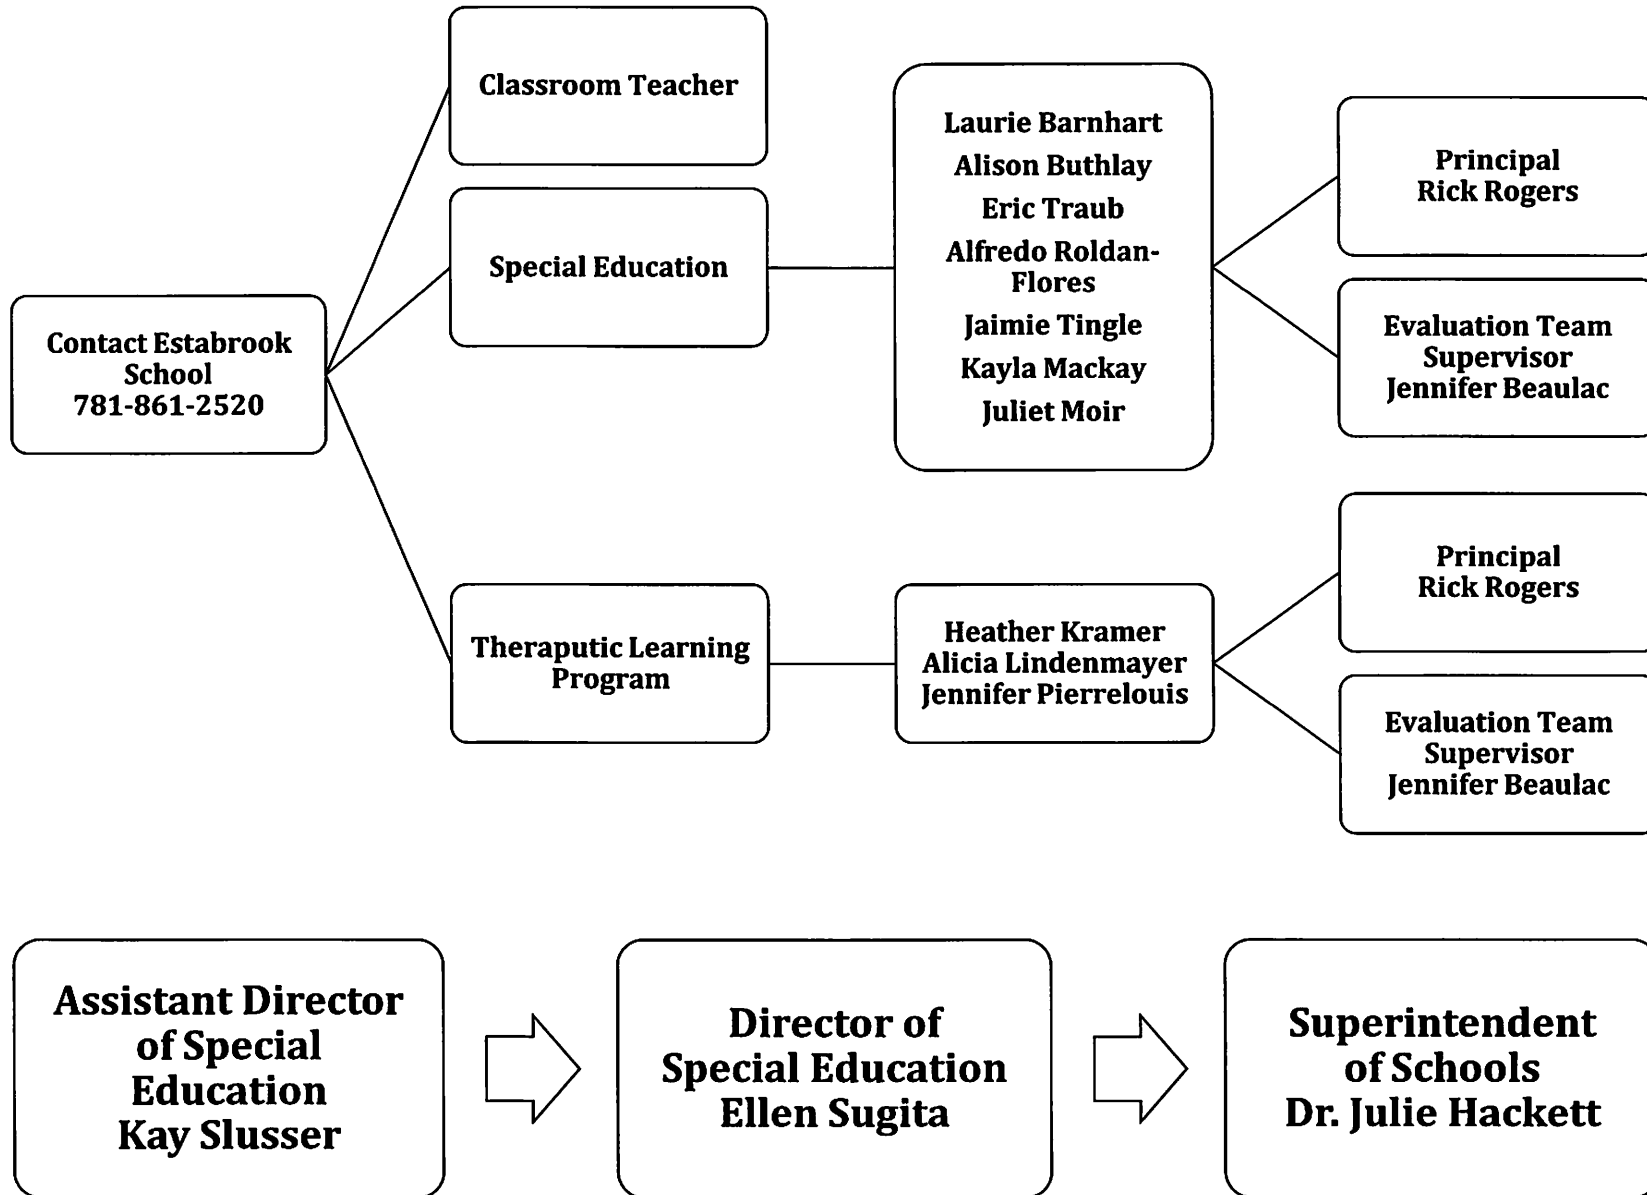 Contact Estabrook
School
781-861-2520
Classroom Teacher
Special Education
Laurie Barnhart
Alison Buthlay
Eric Traub
Alfredo Roldan-
Flores
Jaimie Tingle
Kayla Mackay
Juliet Moir
Principal
Rick Rogers
Evaluation Team
Supervisor
Jennifer Beaulac
Theraputic Learning
Program
Heather Kramer
Alicia Lindenmayer
Jennifer Pierrelouis
Principal
Rick Rogers
Evaluation Team
Supervisor
Jennifer Beaulac
Assistant Director
of Special
Education
Kay Slusser
Director of
Special Education
Ellen Sugita
Superintendent
of Schools
Dr. Julie Hackett